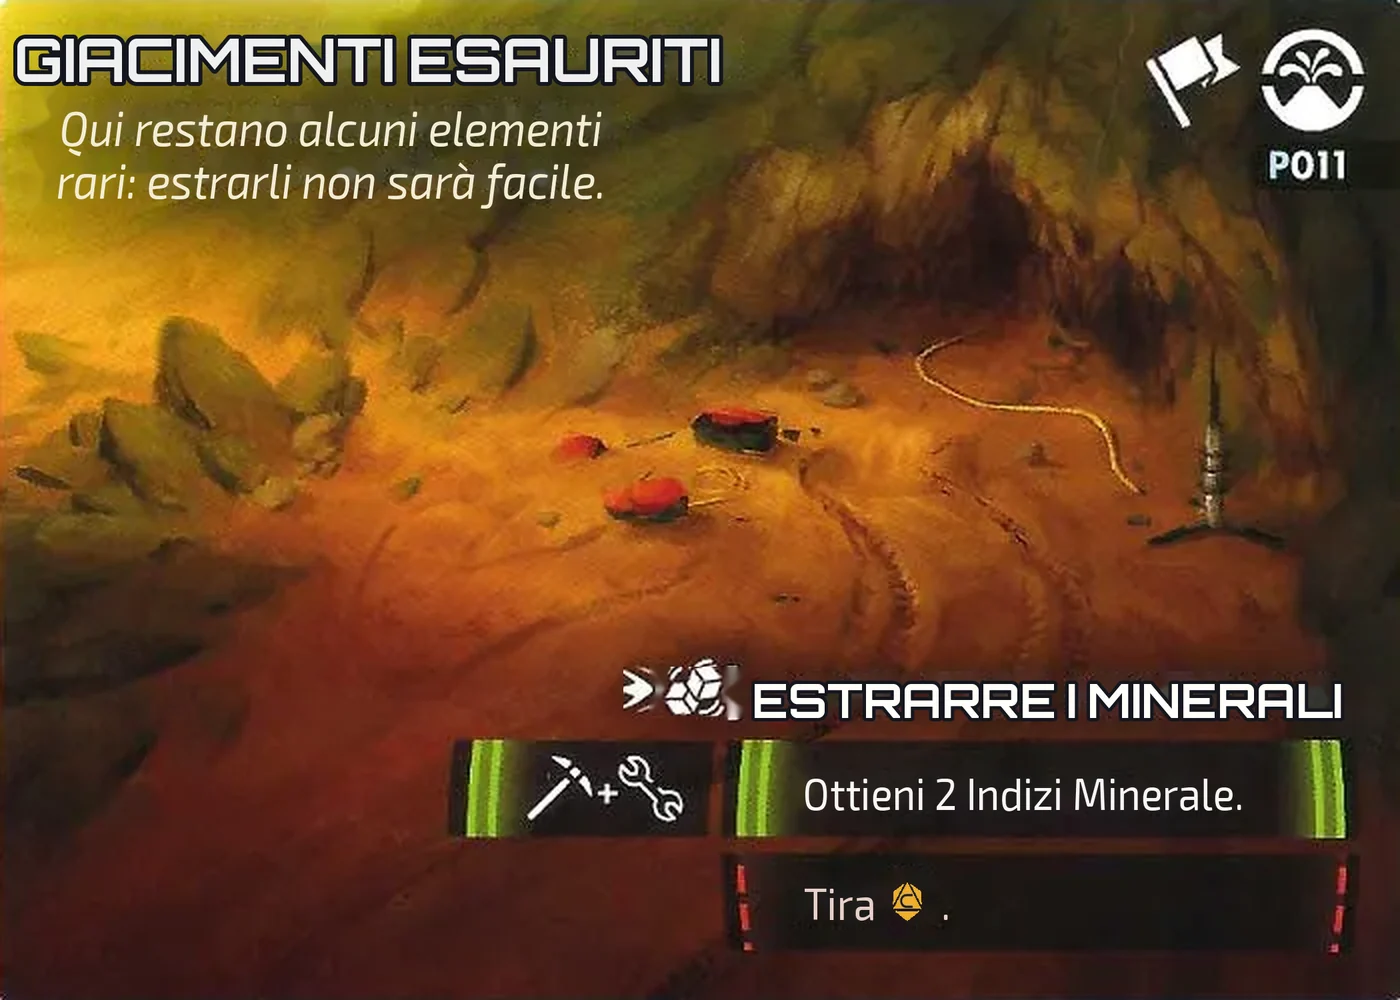 GIACIMENTI ESAURITI
Qui restano alcuni elementi
rari: estrarli non sarà facile.
P011
ESTRARRE I MINERALI
+
Ottieni 2 Indizi Minerale.
Tira C .